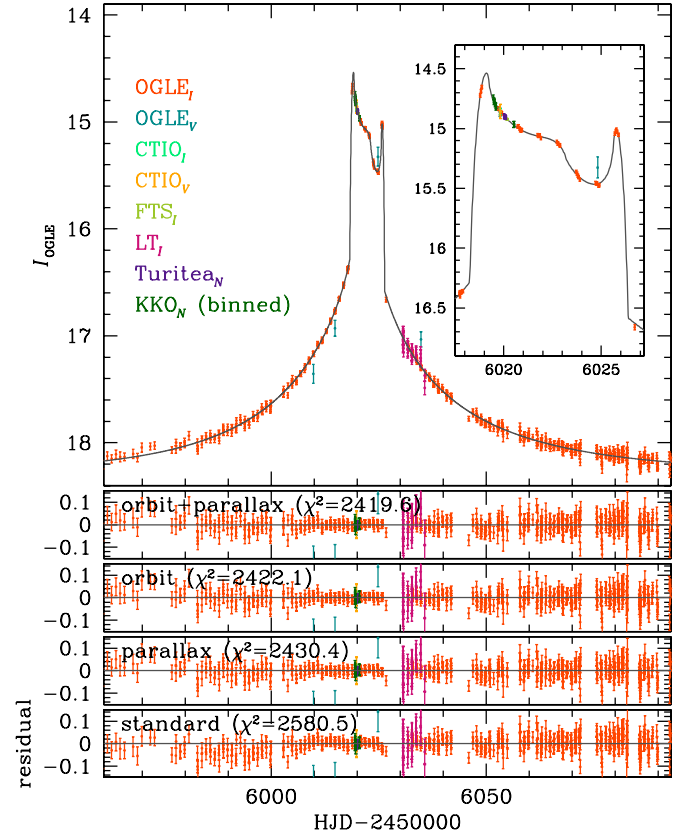 14.5
15
15.5
16
16.5
6020
6025
15
16
17
18
I_OGLE
OGLE_I
OGLE_V
CTIO_I
CTIO_V
FTS_I
LT_I
Turitea_N
KKO_N (binned)
0.1
0
−0.1
orbit+parallax (χ²=2419.6)
0.1
0
−0.1
orbit (χ²=2422.1)
0.1
0
−0.1
parallax (χ²=2430.4)
0.1
0
−0.1
standard (χ²=2580.5)
residual
6000
6050
HJD−2450000